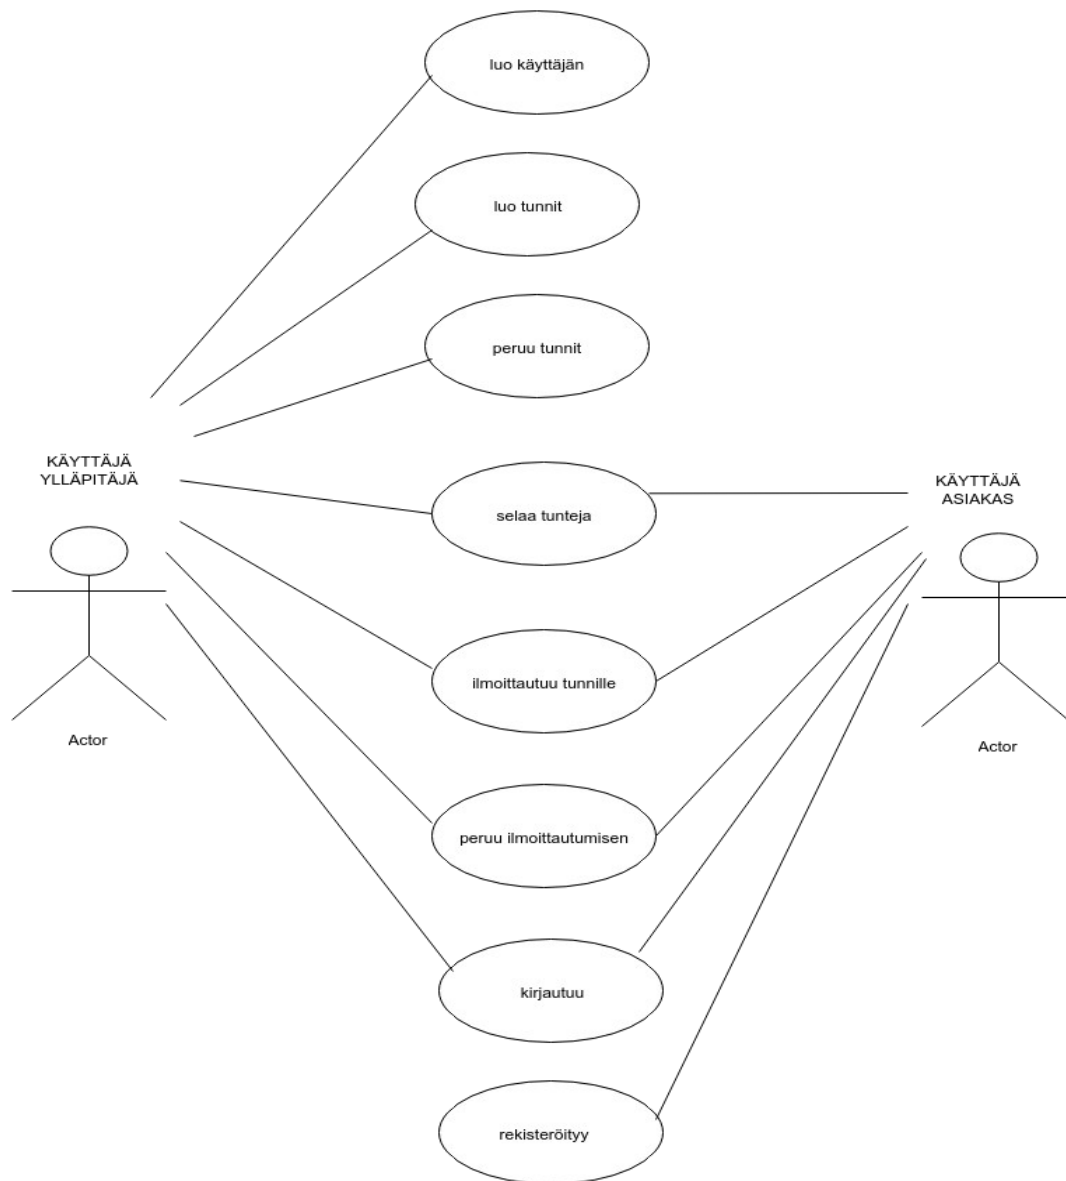 luo käyttäjän
luo tunnit
peruu tunnit
KÄYTTÄJÄ
YLLÄPITÄJÄ
selaa tunteja
KÄYTTÄJÄ
ASIAKAS
ilmoittautuu tunnille
Actor
Actor
peruu ilmoittautumisen
kirjautuu
rekisteröityy